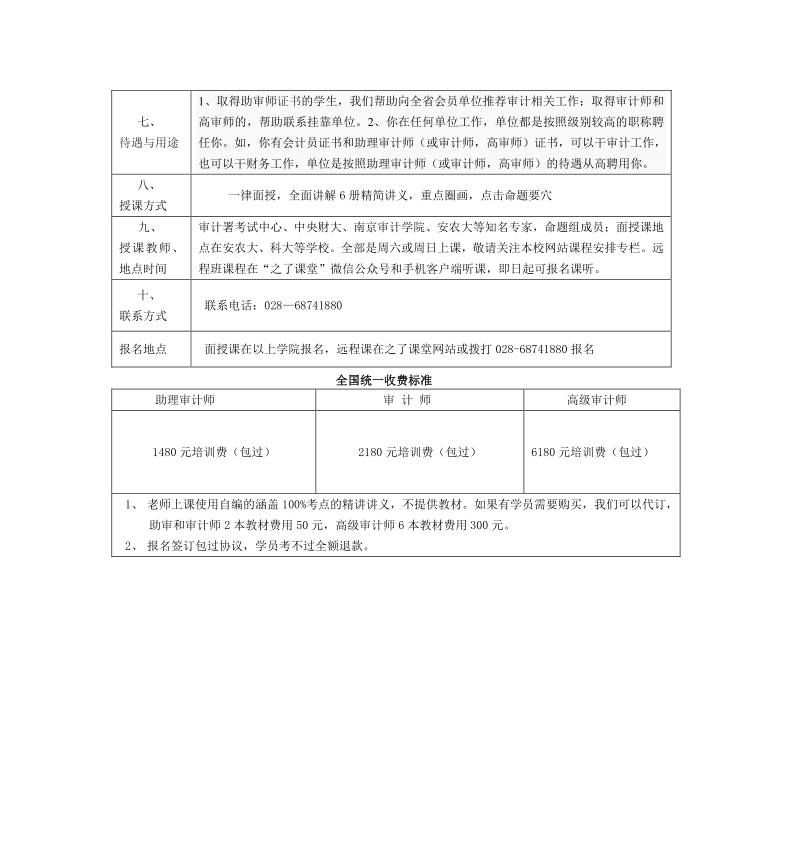 七、
待遇与用途
1、取得助审师证书的学生，我们帮助向全省会员单位推荐审计相关工作；取得审计师和
高审师的，帮助联系挂靠单位。2、你在任何单位工作，单位都是按照级别较高的职称聘
任你。如，你有会计员证书和助理审计师（或审计师，高审师）证书，可以干审计工作，
也可以干财务工作，单位是按照助理审计师（或审计师，高审师）的待遇从高聘用你。
八、
授课方式
一律面授，全面讲解 6 册精简讲义，重点圈画，点击命题要穴
九、
授课教师、
地点时间
审计署考试中心、中央财大、南京审计学院、安农大等知名专家，命题组成员；面授课地
点在安农大、科大等学校。全部是周六或周日上课，敬请关注本校网站课程安排专栏。远
程班课程在“之了课堂”微信公众号和手机客户端听课，即日起可报名课听。
十、
联系方式
联系电话：028—68741880
报名地点
面授课在以上学院报名，远程课在之了课堂网站或拨打 028-68741880 报名
全国统一收费标准
助理审计师 审 计 师 高级审计师
1480 元培训费（包过） 2180 元培训费（包过） 6180 元培训费（包过）
1、 老师上课使用自编的涵盖 100%考点的精讲讲义，不提供教材。如果有学员需要购买，我们可以代订，
助审和审计师 2 本教材费用 50 元，高级审计师 6 本教材费用 300 元。
2、 报名签订包过协议，学员考不过全额退款。